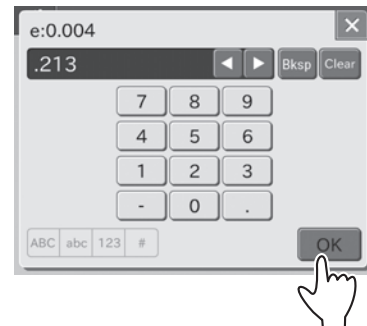 e:0.004
×
.213 ◀ ▶ Bksp Clear
7 8 9
4 5 6
1 2 3
- 0 .
ABC abc 123 # OK